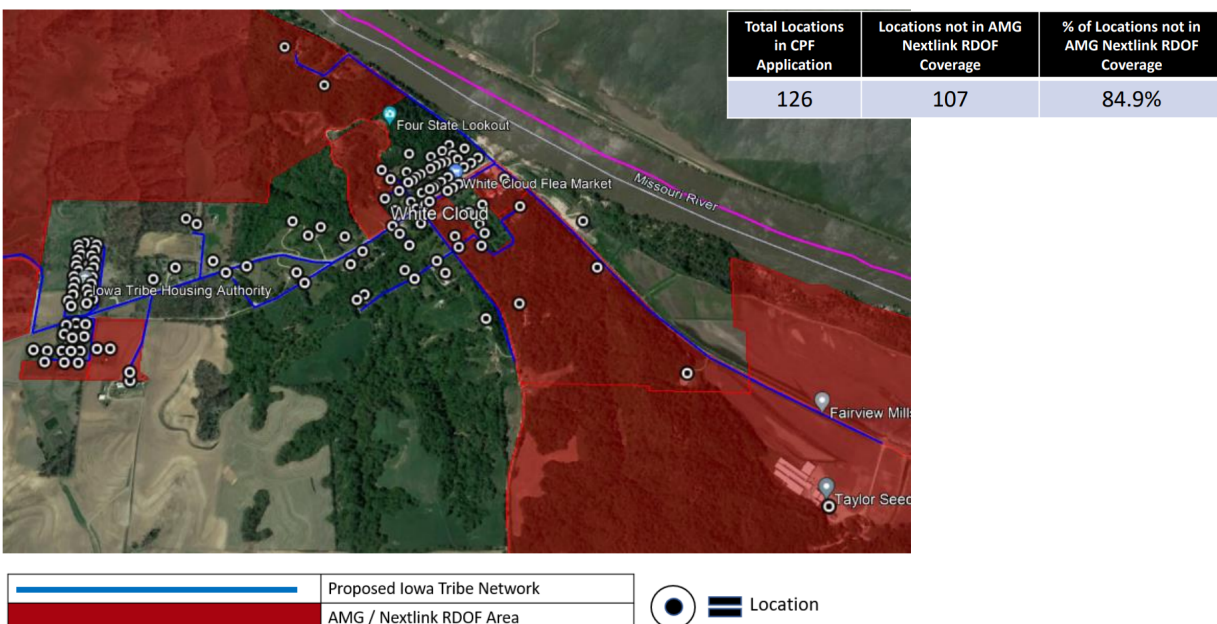 Total Locations
in CPF
Application
Locations not in AMG
Nextlink RDOF
Coverage
% of Locations not in
AMG Nextlink RDOF
Coverage
126
107
84.9%
Four State Lookout
White Cloud Flea Market
White Cloud
Missouri River
Iowa Tribe Housing Authority
Fairview Mills
Taylor Seed
Proposed Iowa Tribe Network
AMG / Nextlink RDOF Area
Location